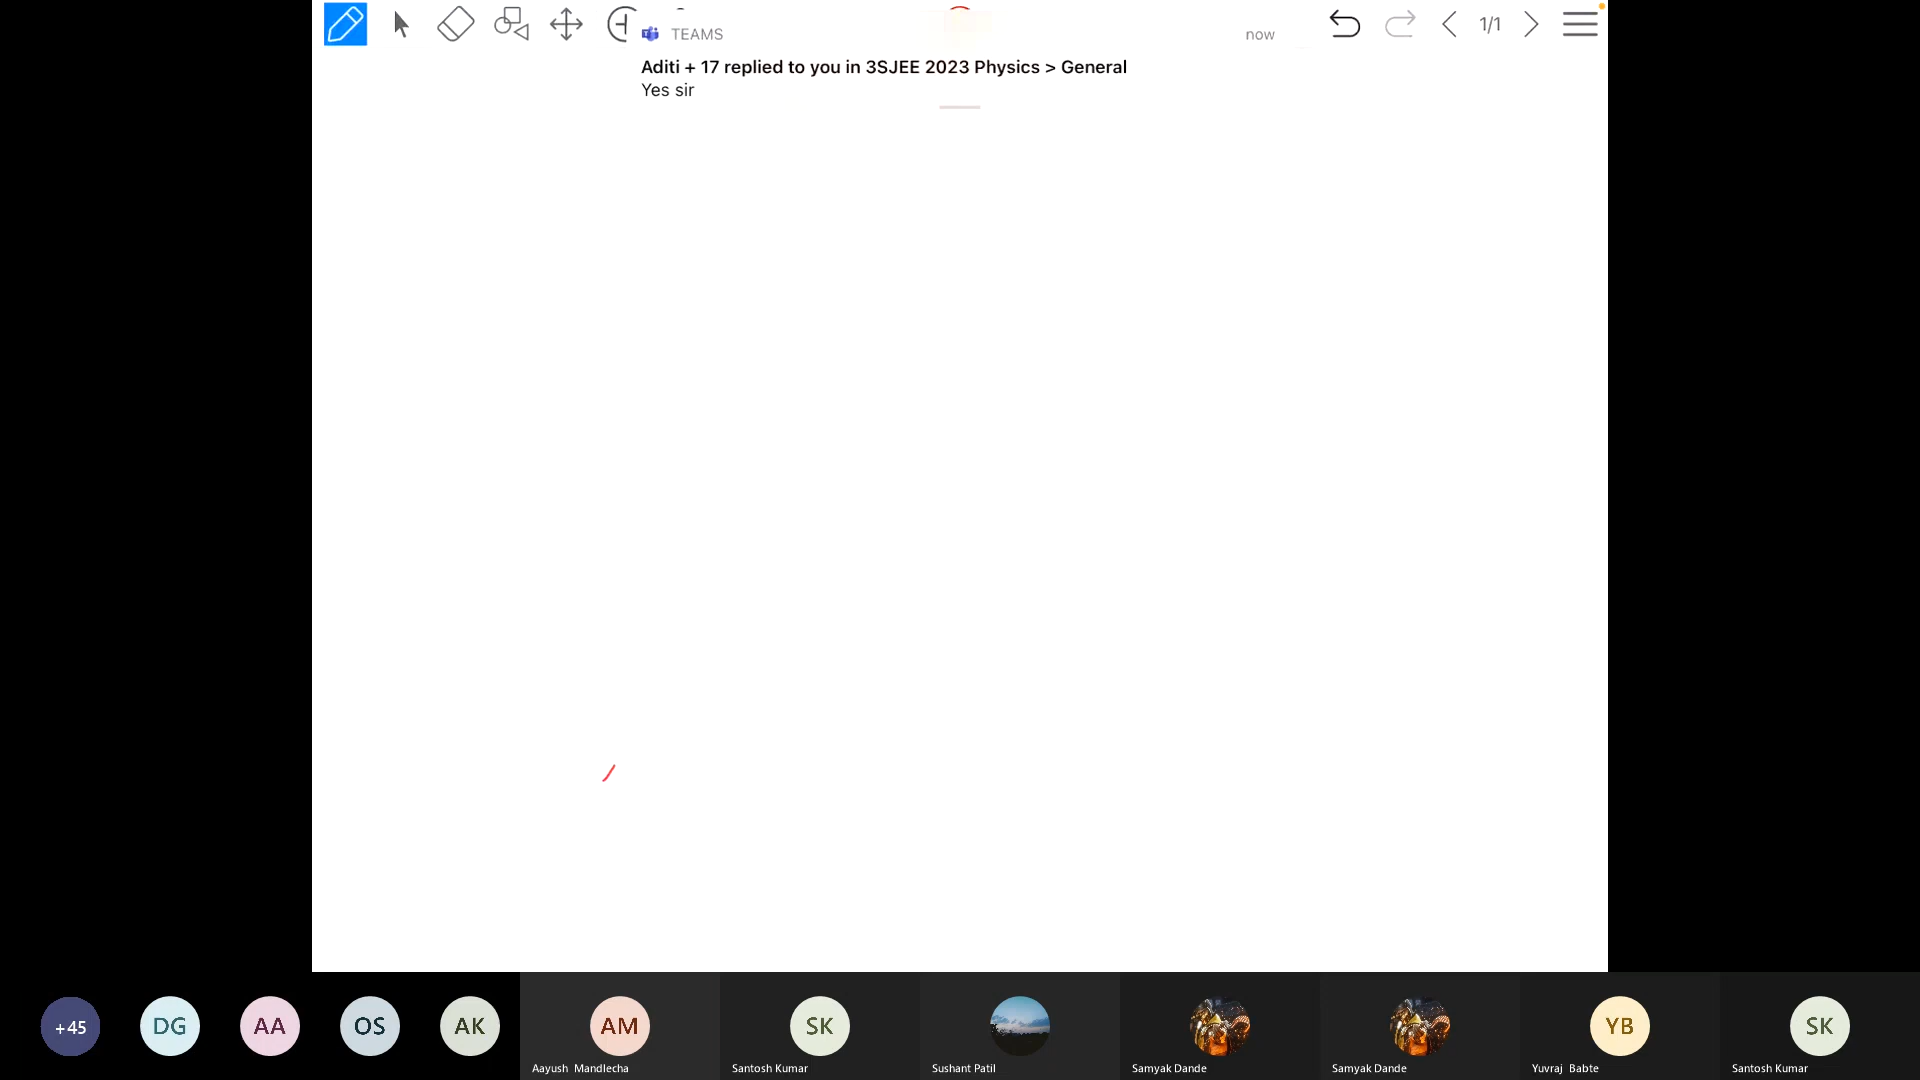 TEAMS
now
1/1
Aditi + 17 replied to you in 3SJEE 2023 Physics > General
Yes sir
+45
DG
AA
OS
AK
AM
SK
YB
SK
Aayush Mandlecha
Santosh Kumar
Sushant Patil
Samyak Dande
Samyak Dande
Yuvraj Babte
Santosh Kumar